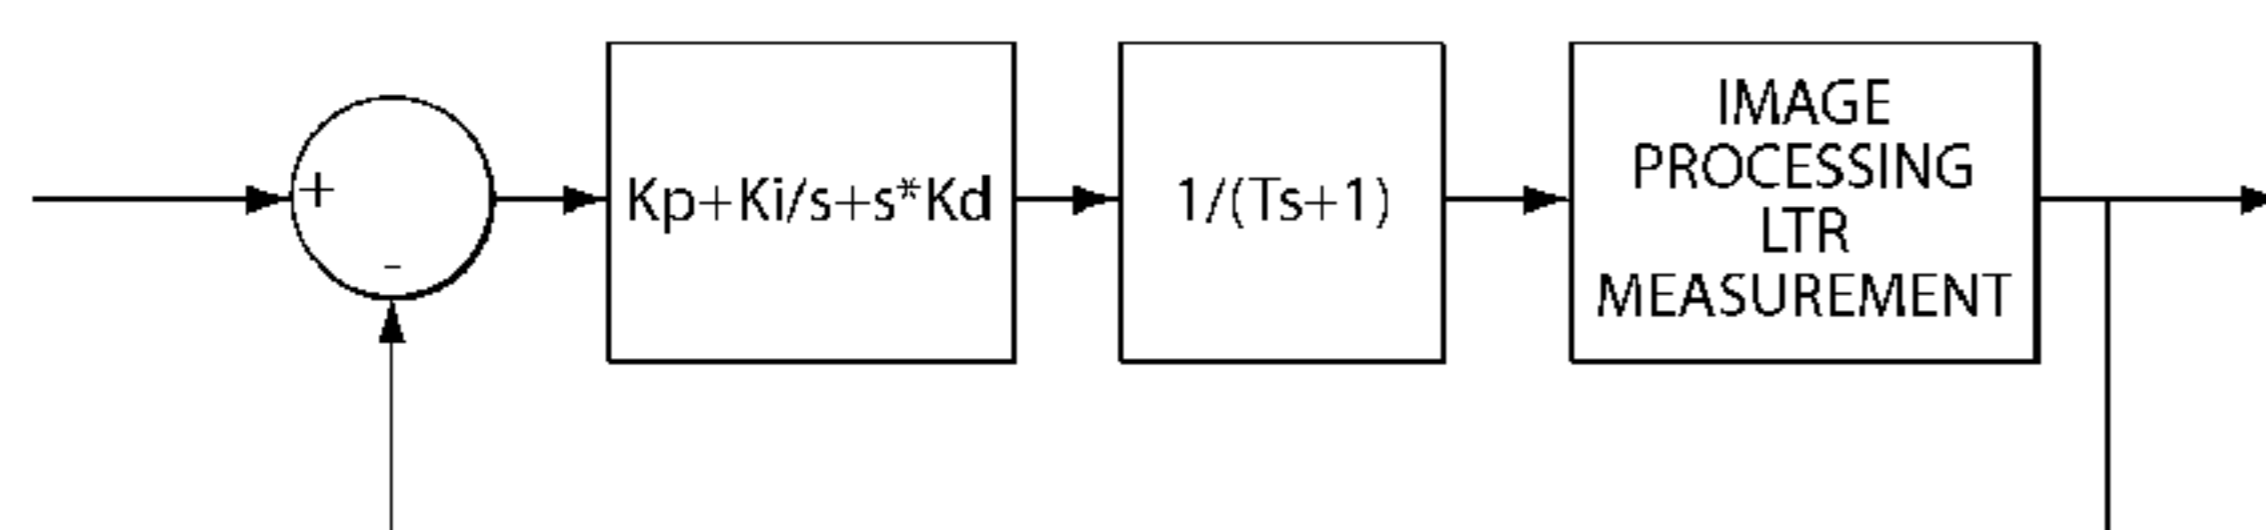 +
-
Kp+Ki/s+s*Kd
1/(Ts+1)
IMAGE
PROCESSING
LTR
MEASUREMENT